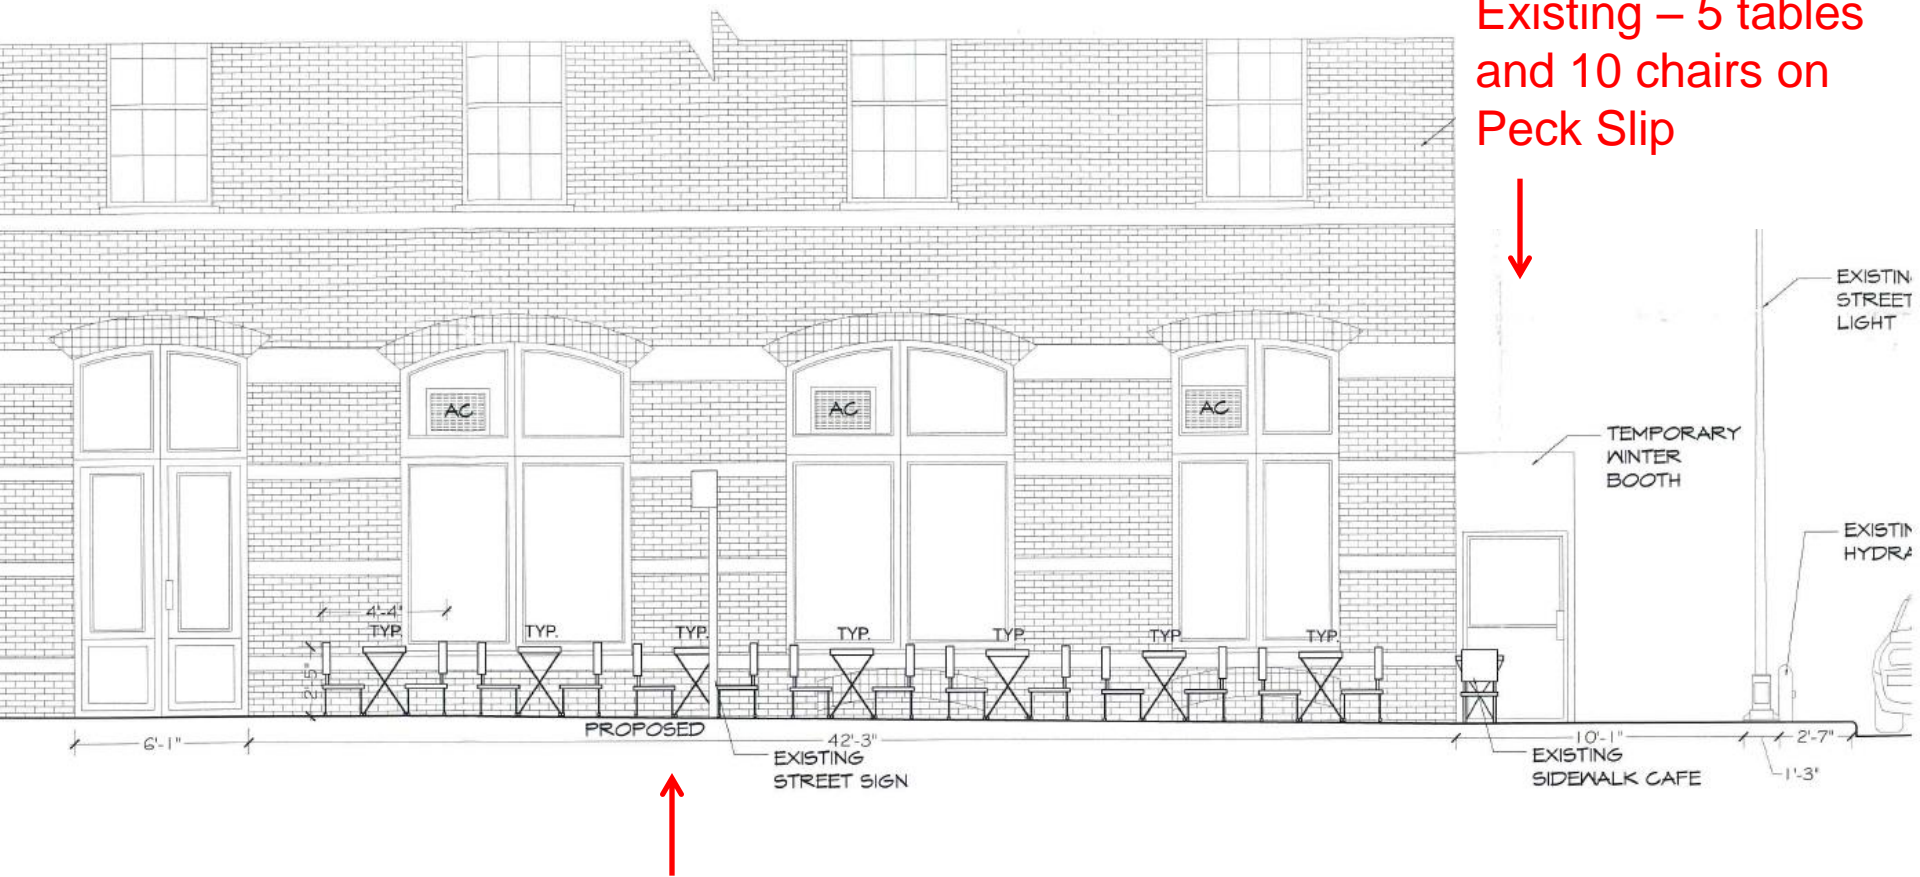 Existing – 5 tables
and 10 chairs on
Peck Slip
EXISTIN
STREET
LIGHT
AC
AC
AC
TEMPORARY
WINTER
BOOTH
EXISTIN
HYDRA
4'-4"
TYP.
TYP.
TYP.
TYP.
TYP.
TYP.
TYP.
2'-5"
PROPOSED
6'-1"
42'-3"
10'-1"
2'-7"
1'-3"
EXISTING
STREET SIGN
EXISTING
SIDEWALK CAFE